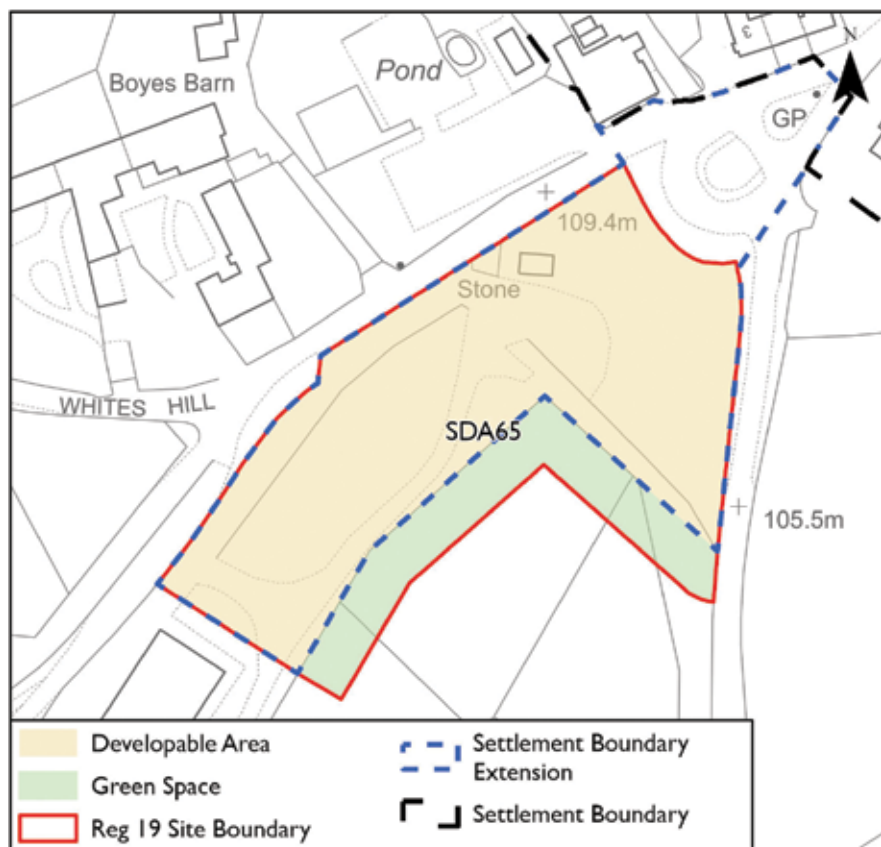 3
N
Boyes Barn
Pond
GP
109.4m
Stone
WHITES HILL
SDA65
105.5m
Developable Area
Green Space
Reg 19 Site Boundary
Settlement Boundary
Extension
Settlement Boundary